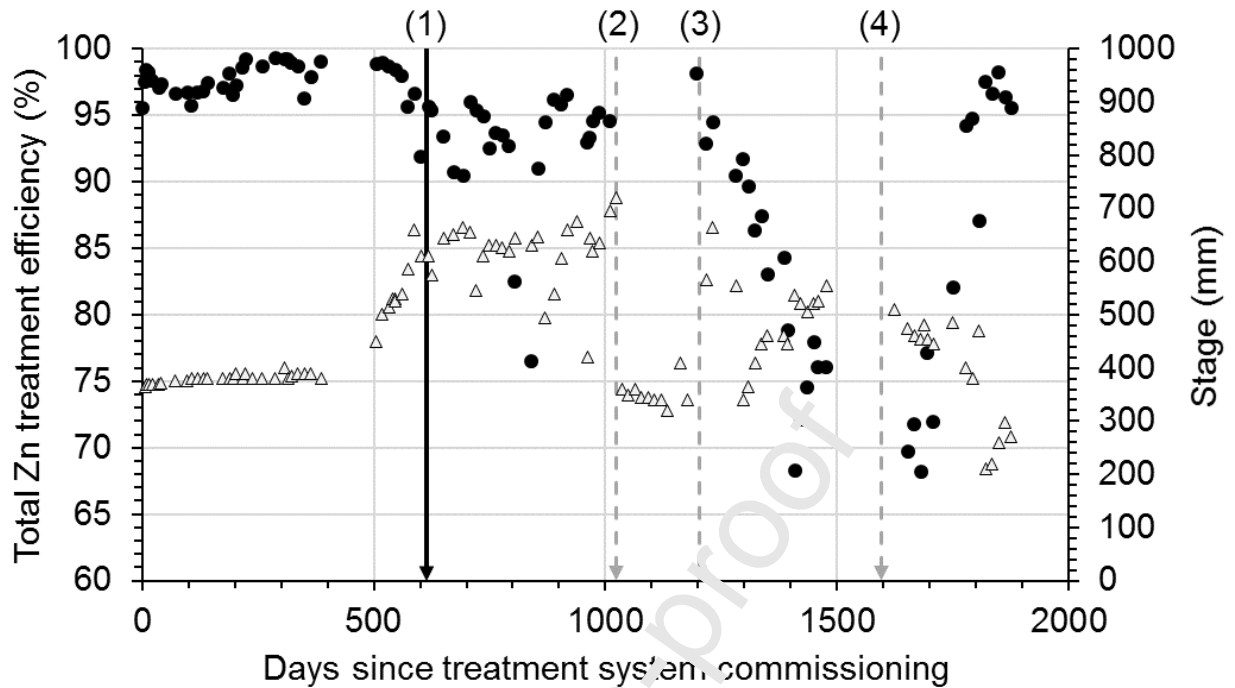 (1) (2) (3) (4)
100 1000
95 900
90 800
85 700
80 600
75 500
70 400
65 300
60 200
100
0
Total Zn treatment efficiency (%)
Stage (mm)
0 500 1000 1500 2000
Days since treatment system commissioning
-proof